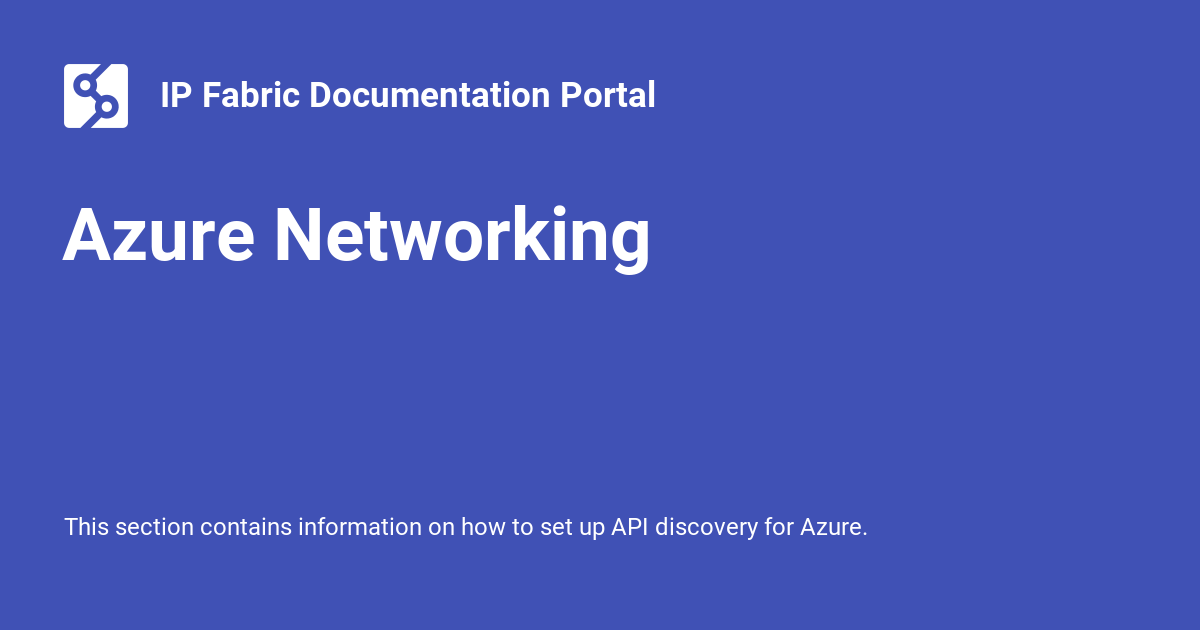 IP Fabric Documentation Portal
Azure Networking
This section contains information on how to set up API discovery for Azure.